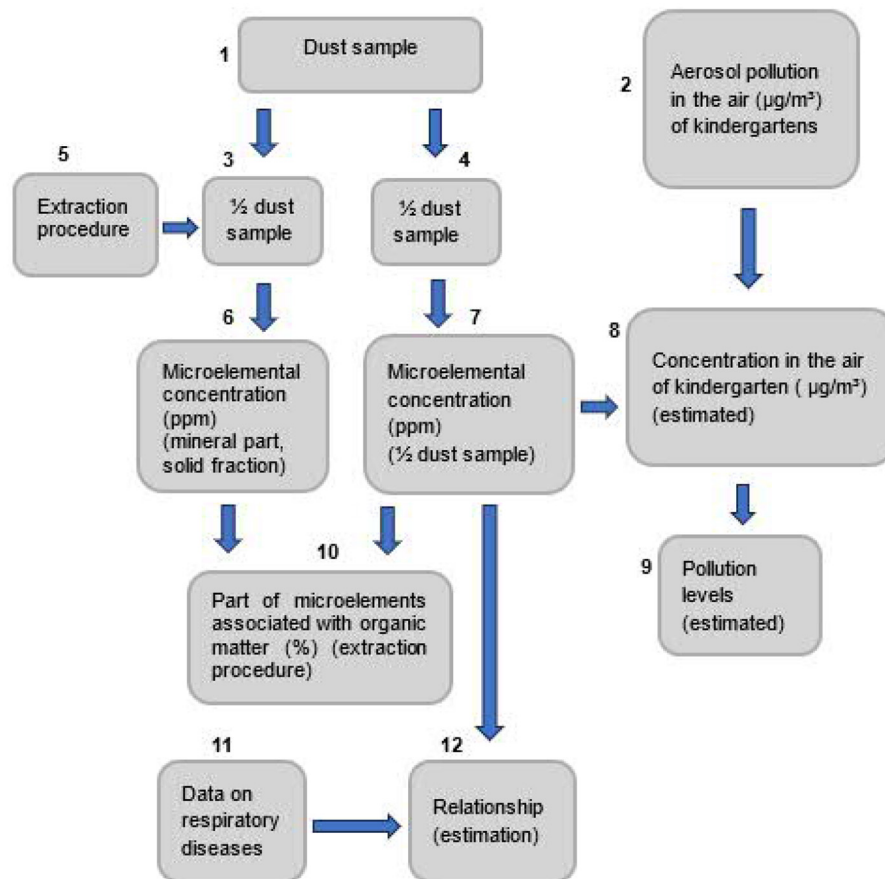 1
Dust sample
2
Aerosol pollution
in the air (µg/m³)
of kindergartens
5
Extraction
procedure
3
½ dust
sample
4
½ dust
sample
6
Microelemental
concentration
(ppm)
(mineral part,
solid fraction)
7
Microelemental
concentration
(ppm)
(½ dust sample)
8
Concentration in the air
of kindergarten ( µg/m³)
(estimated)
9
Pollution
levels
(estimated)
10
Part of microelements
associated with organic
matter (%) (extraction
procedure)
11
Data on
respiratory
diseases
12
Relationship
(estimation)